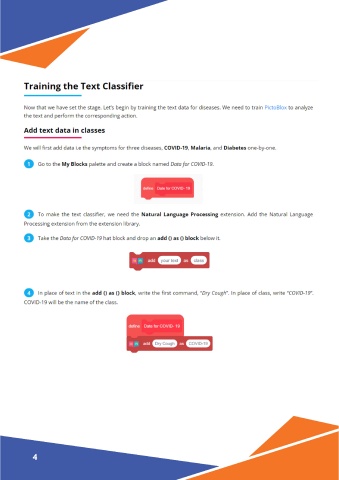 Training the Text Classifier
Now that we have set the stage. Let's begin by training the text data for diseases. We need to train PictoBlox to analyze
the text and perform the corresponding action.
Add text data in classes
We will first add data i.e the symptoms for three diseases, COVID-19, Malaria, and Diabetes one-by-one.
1 Go to the My Blocks palette and create a block named Data for COVID-19.
define Data for COVID- 19
2 To make the text classifier, we need the Natural Language Processing extension. Add the Natural Language
Processing extension from the extension library.
3 Take the Data for COVID-19 hat block and drop an add () as () block below it.
add your text as class
4 In place of text in the add () as () block, write the first command, "Dry Cough". In place of class, write "COVID-19".
COVID-19 will be the name of the class.
define Data for COVID- 19
add Dry Cough as COVID-19
4